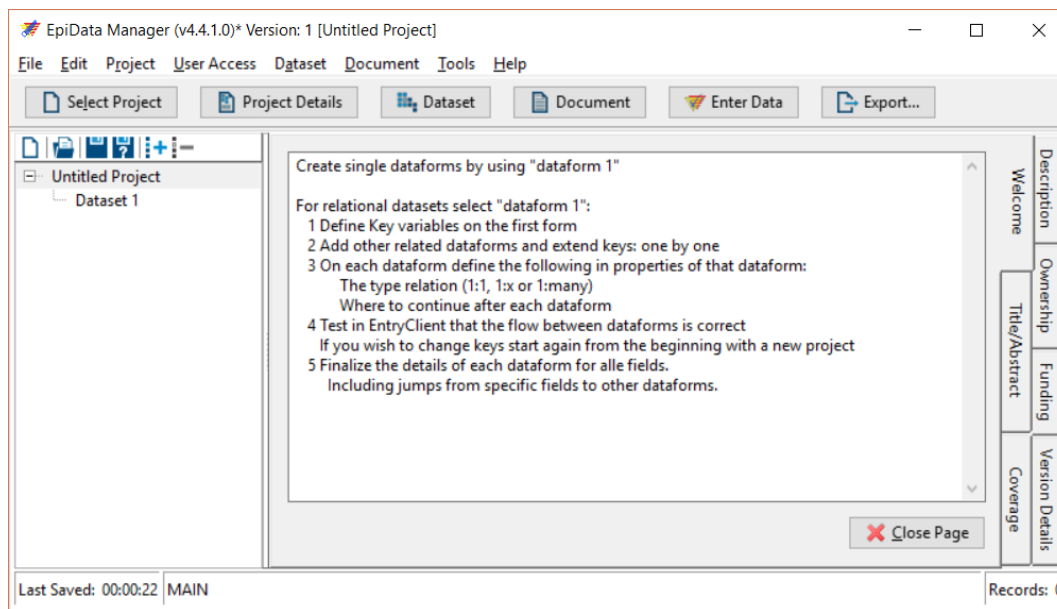 EpiData Manager (v4.4.1.0)* Version: 1 [Untitled Project]
File Edit Project User Access Dataset Document Tools Help
Select Project Project Details Dataset Document Enter Data Export...
Untitled Project
Dataset 1
Create single dataforms by using "dataform 1"
For relational datasets select "dataform 1":
1 Define Key variables on the first form
2 Add other related dataforms and extend keys: one by one
3 On each dataform define the following in properties of that dataform:
The type relation (1:1, 1:x or 1:many)
Where to continue after each dataform
4 Test in EntryClient that the flow between dataforms is correct
If you wish to change keys start again from the beginning with a new project
5 Finalize the details of each dataform for alle fields.
Including jumps from specific fields to other dataforms.
Close Page
Welcome
Title/Abstract
Coverage
Description
Ownership
Funding
Version Details
Last Saved: 00:00:22 MAIN Records: